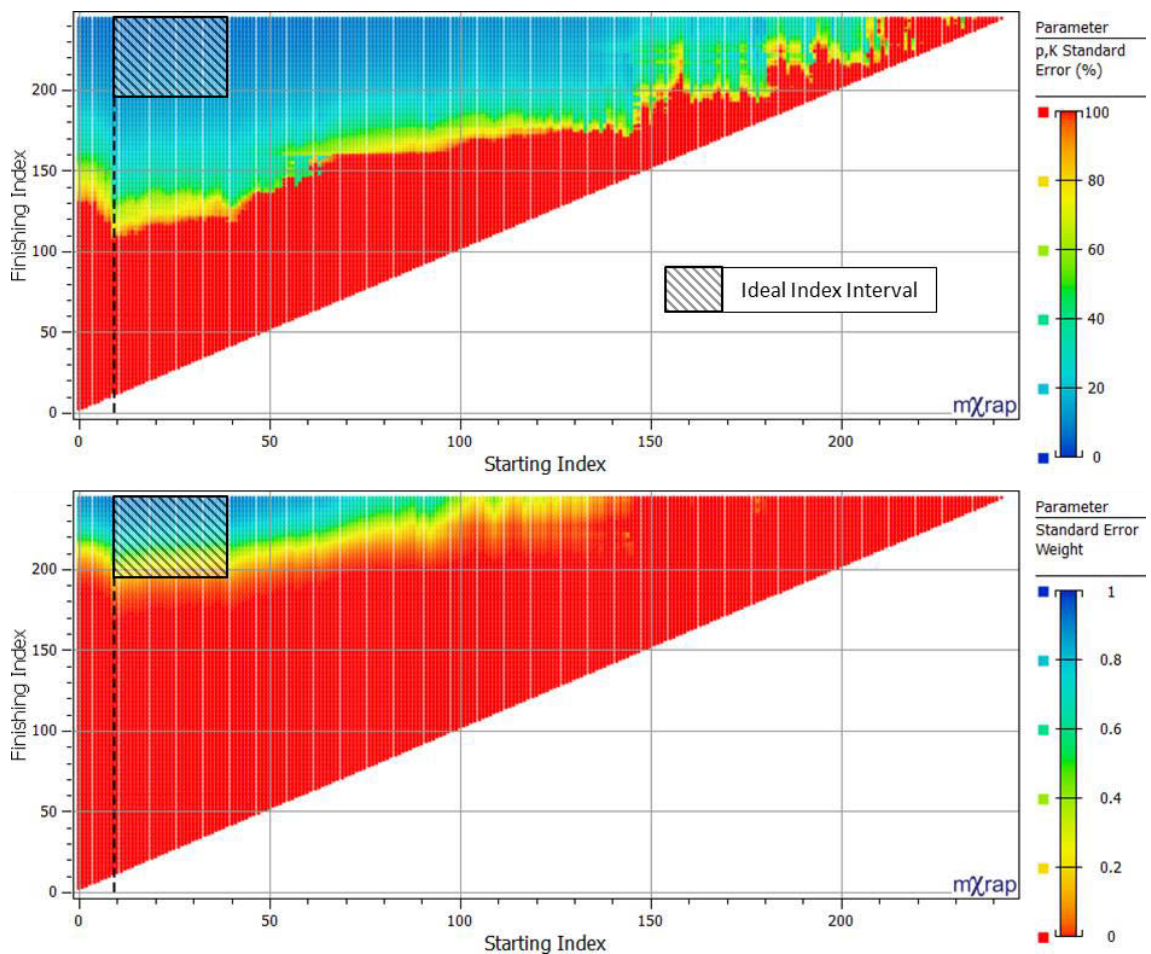 Parameter
p,K Standard
Error (%)
100
80
60
40
20
0
Finishing Index
200
150
100
50
0
Ideal Index Interval
mXrap
0 50 100 150 200
Starting Index
Parameter
Standard Error
Weight
1
0.8
0.6
0.4
0.2
0
Finishing Index
200
150
100
50
0
mXrap
0 50 100 150 200
Starting Index